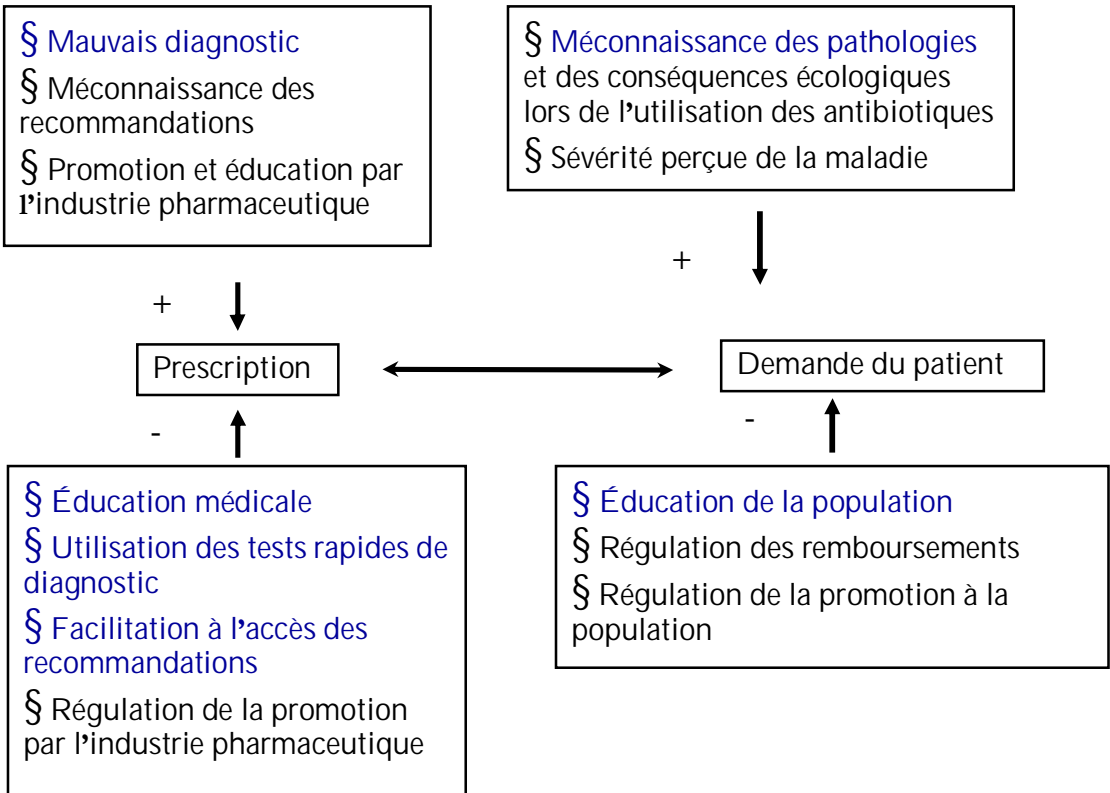 § Mauvais diagnostic
§ Méconnaissance des
recommandations
§ Promotion et éducation par
l’industrie pharmaceutique
§ Méconnaissance des pathologies
et des conséquences écologiques
lors de l’utilisation des antibiotiques
§ Sévérité perçue de la maladie
+
+
Prescription
Demande du patient
-
-
§ Éducation médicale
§ Utilisation des tests rapides de
diagnostic
§ Facilitation à l’accès des
recommandations
§ Régulation de la promotion
par l’industrie pharmaceutique
§ Éducation de la population
§ Régulation des remboursements
§ Régulation de la promotion à la
population